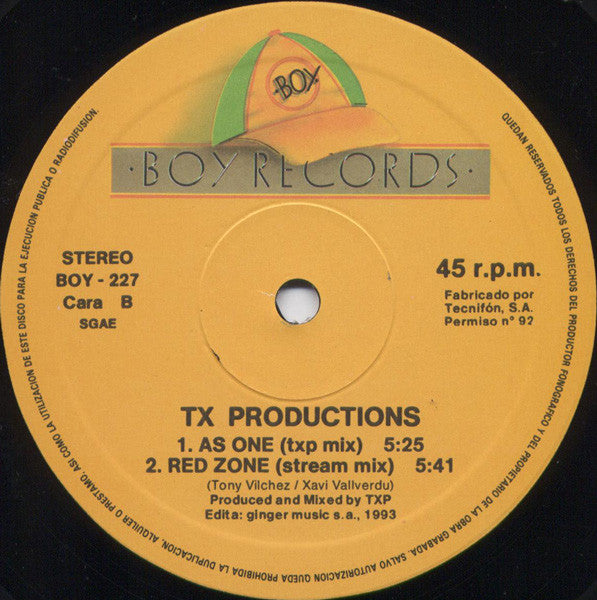 BOY
·BOY RECORDS·
STEREO
BOY - 227
Cara B
SGAE
45 r.p.m.
Fabricado por
Tecnifón, S.A.
Permiso n° 92
TX PRODUCTIONS
1. AS ONE (txp mix) 5:25
2. RED ZONE (stream mix) 5:41
(Tony Vilchez / Xavi Vallverdu)
Produced and Mixed by TXP
Edita: ginger music s.a., 1993
QUEDAN RESERVADOS TODOS LOS DERECHOS DEL PRODUCTOR FONOGRAFICO Y DEL PROPIETARIO DE LA OBRA GRABADA. SALVO AUTORIZACION QUEDA PROHIBIDA LA DUPLICACION, ALQUILER O PRESTAMO, ASI COMO LA UTILIZACION DE ESTE DISCO PARA LA EJECUCION PUBLICA O RADIODIFUSION.